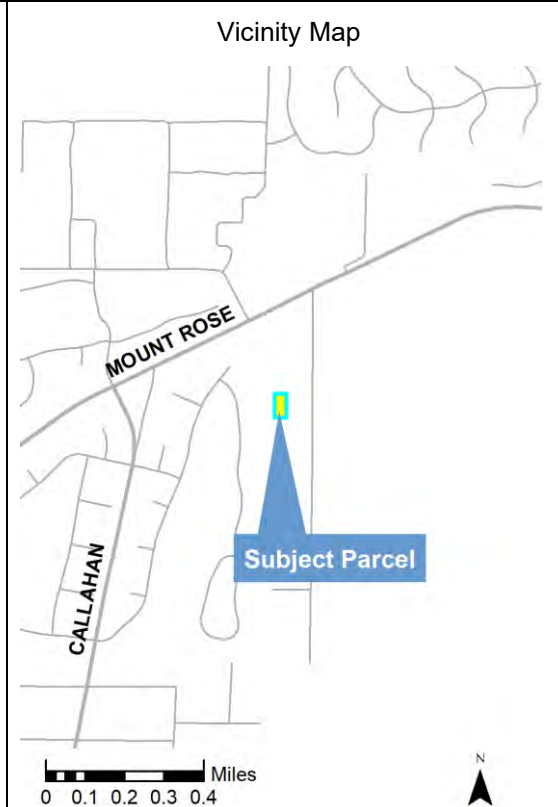 Vicinity Map
MOUNT ROSE
Subject Parcel
CALLAHAN
Miles
0 0.1 0.2 0.3 0.4
N